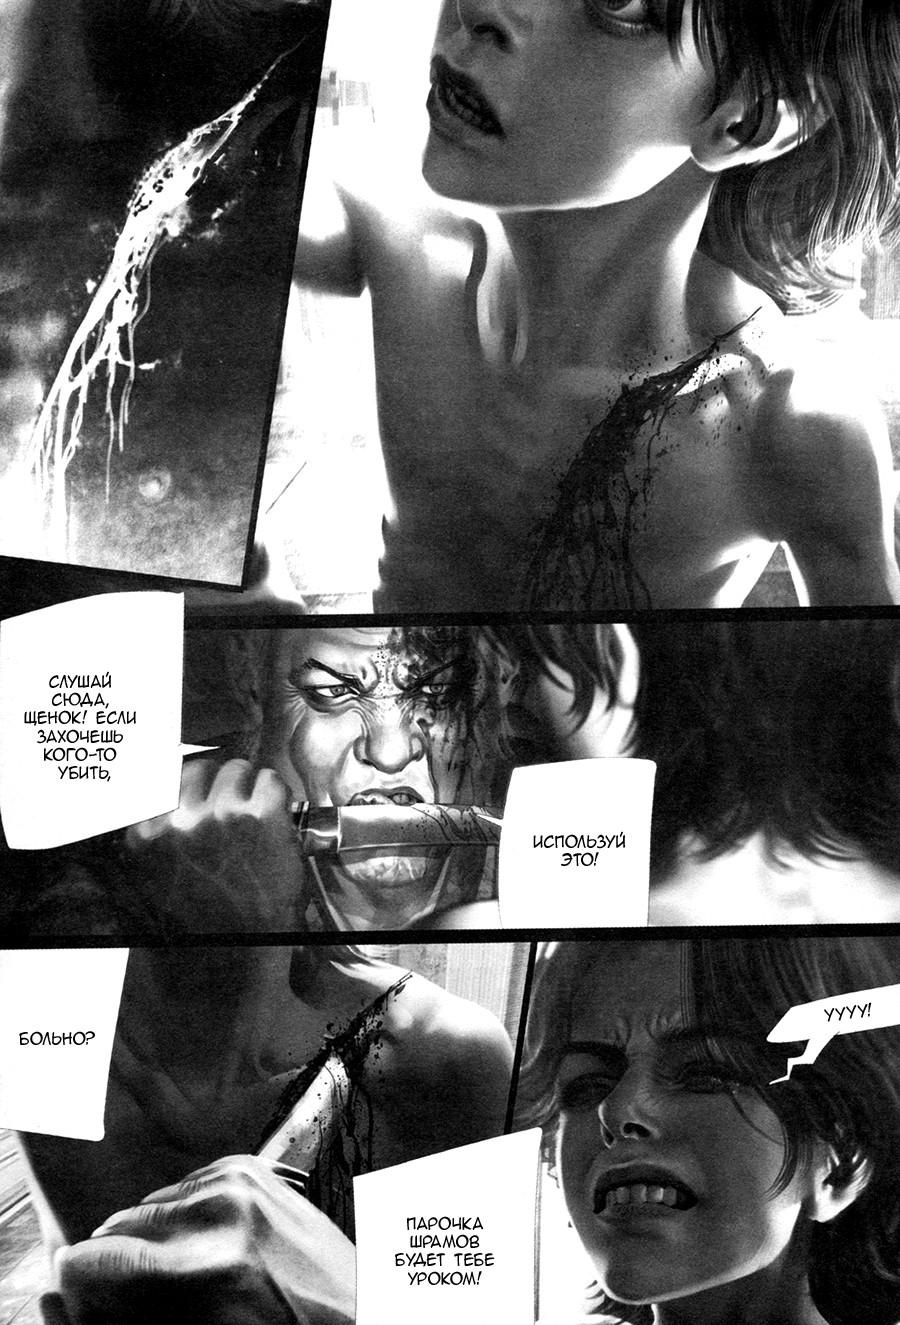 СЛУШАЙ
СЮДА,
ЩЕНОК! ЕСЛИ
ЗАХОЧЕШЬ
КОГО-ТО
УБИТЬ,
ИСПОЛЬЗУЙ
ЭТО!
БОЛЬНО?
УУУУ!
ПАРОЧКА
ШРАМОВ
БУДЕТ ТЕБЕ
УРОКОМ!